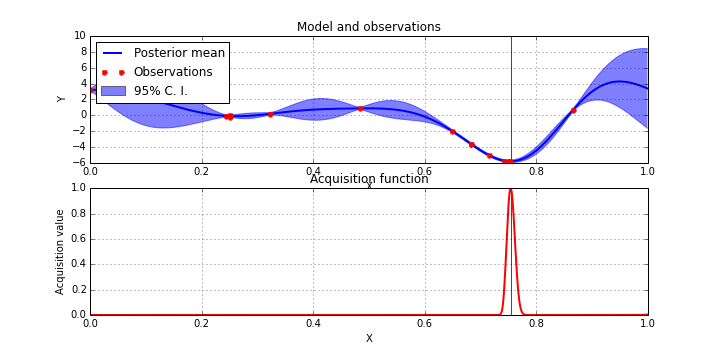 Model and observations
10
8
6
4
2
0
−2
−4
−6
Y
Posterior mean
Observations
95% C. I.
0.0 0.2 0.4 0.6 0.8 1.0
X
Acquisition function
1.0
0.8
0.6
0.4
0.2
0.0
Acquisition value
0.0 0.2 0.4 0.6 0.8 1.0
X